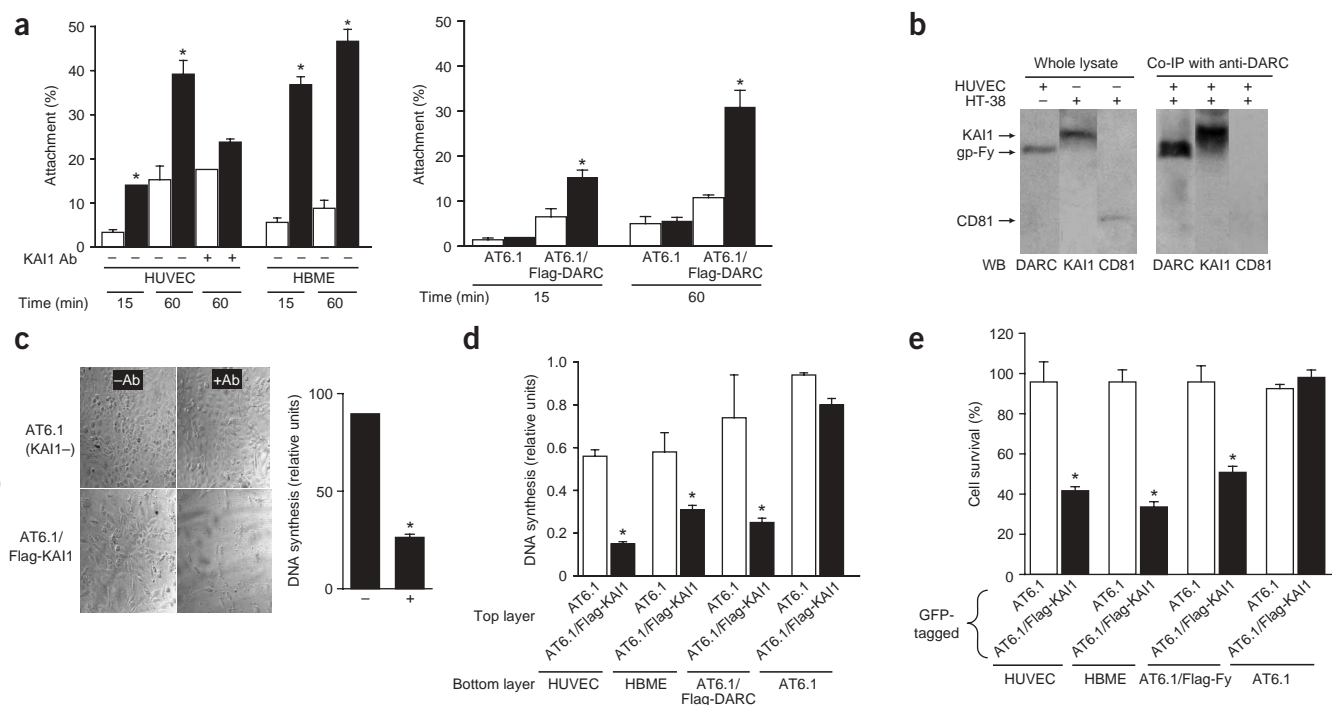 a
50
40
30
20
10
0
Attachment (%)
* * * *
KAI1 Ab – – – – + + – – – –
HUVEC HBME
Time (min) 15 60 60 15 60
50
40
30
20
10
0
Attachment (%)
* *
AT6.1 AT6.1/ AT6.1 AT6.1/
Flag-DARC Flag-DARC
Time (min) 15 60
b
Whole lysate Co-IP with anti-DARC
HUVEC + – – + + +
HT-38 – + + + + +
KAI1
gp-Fy
CD81
WB DARC KAI1 CD81 DARC KAI1 CD81
c
–Ab +Ab
AT6.1
(KAI1–)
AT6.1/
Flag-KAI1
100
50
0
DNA synthesis (relative units)
*
– +
d
1.0
0.8
0.6
0.4
0.2
0
DNA synthesis (relative units)
* * *
Top layer
AT6.1 AT6.1/Flag-KAI1 AT6.1 AT6.1/Flag-KAI1 AT6.1 AT6.1/Flag-KAI1 AT6.1 AT6.1/Flag-KAI1
Bottom layer HUVEC HBME AT6.1/ AT6.1
Flag-DARC
e
120
100
80
60
40
20
0
Cell survival (%)
* * *
GFP-
tagged
AT6.1 AT6.1/Flag-KAI1 AT6.1 AT6.1/Flag-KAI1 AT6.1 AT6.1/Flag-KAI1 AT6.1 AT6.1/Flag-KAI1
HUVEC HBME AT6.1/Flag-Fy AT6.1